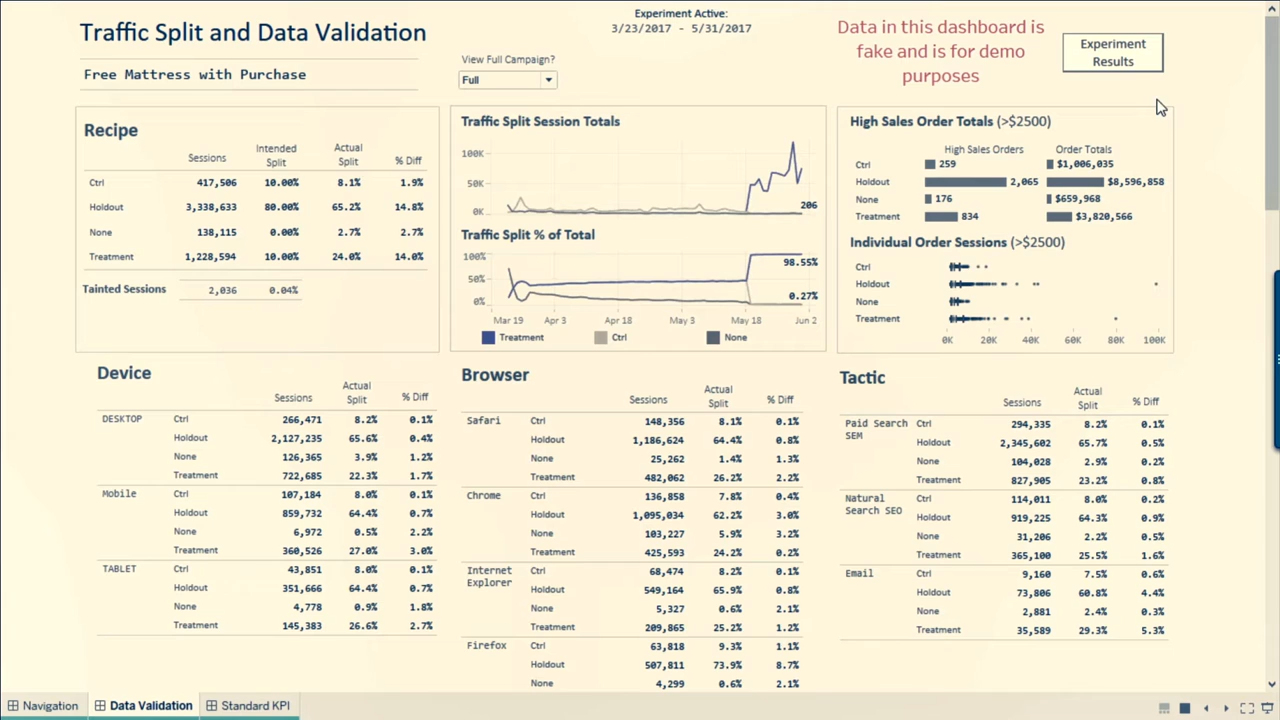 Traffic Split and Data Validation
Experiment Active:
3/23/2017 - 5/31/2017
Data in this dashboard is
fake and is for demo
purposes
Experiment
Results
Free Mattress with Purchase
View Full Campaign?
Full
Recipe
Sessions Intended Split Actual Split % Diff
Ctrl 417,506 10.00% 8.1% 1.9%
Holdout 3,338,633 80.00% 65.2% 14.8%
None 138,115 0.00% 2.7% 2.7%
Treatment 1,228,594 10.00% 24.0% 14.0%
Tainted Sessions 2,036 0.04%
Traffic Split Session Totals
100K
50K
0K
206
Traffic Split % of Total
100%
50%
0%
98.55%
0.27%
Mar 19 Apr 3 Apr 18 May 3 May 18 Jun 2
Treatment Ctrl None
High Sales Order Totals (>$2500)
High Sales Orders Order Totals
Ctrl 259 $1,006,035
Holdout 2,065 $8,596,858
None 176 $659,968
Treatment 834 $3,820,566
Individual Order Sessions (>$2500)
Ctrl
Holdout
None
Treatment
0K 20K 40K 60K 80K 100K
Device
Sessions Actual Split % Diff
DESKTOP Ctrl 266,471 8.2% 0.1%
Holdout 2,127,235 65.6% 0.4%
None 126,365 3.9% 1.2%
Treatment 722,685 22.3% 1.7%
Mobile Ctrl 107,184 8.0% 0.1%
Holdout 859,732 64.4% 0.7%
None 6,972 0.5% 2.2%
Treatment 360,526 27.0% 3.0%
TABLET Ctrl 43,851 8.0% 0.1%
Holdout 351,666 64.4% 0.7%
None 4,778 0.9% 1.8%
Treatment 145,383 26.6% 2.7%
Browser
Sessions Actual Split % Diff
Safari Ctrl 148,356 8.1% 0.1%
Holdout 1,186,624 64.4% 0.8%
None 25,262 1.4% 1.3%
Treatment 482,062 26.2% 2.2%
Chrome Ctrl 136,858 7.8% 0.4%
Holdout 1,095,034 62.2% 3.0%
None 103,227 5.9% 3.2%
Treatment 425,593 24.2% 0.2%
Internet Explorer Ctrl 68,474 8.2% 0.1%
Holdout 549,164 65.9% 0.8%
None 5,327 0.6% 2.1%
Treatment 209,865 25.2% 1.2%
Firefox Ctrl 63,818 9.3% 1.1%
Holdout 507,811 73.9% 8.7%
None 4,299 0.6% 2.1%
Tactic
Sessions Actual Split % Diff
Paid Search SEM Ctrl 294,335 8.2% 0.1%
Holdout 2,345,602 65.7% 0.5%
None 104,028 2.9% 0.2%
Treatment 827,905 23.2% 0.8%
Natural Search SEO Ctrl 114,011 8.0% 0.2%
Holdout 919,225 64.3% 0.9%
None 31,206 2.2% 0.5%
Treatment 365,100 25.5% 1.6%
Email Ctrl 9,160 7.5% 0.6%
Holdout 73,806 60.8% 4.4%
None 2,881 2.4% 0.3%
Treatment 35,589 29.3% 5.3%
Navigation Data Validation Standard KPI